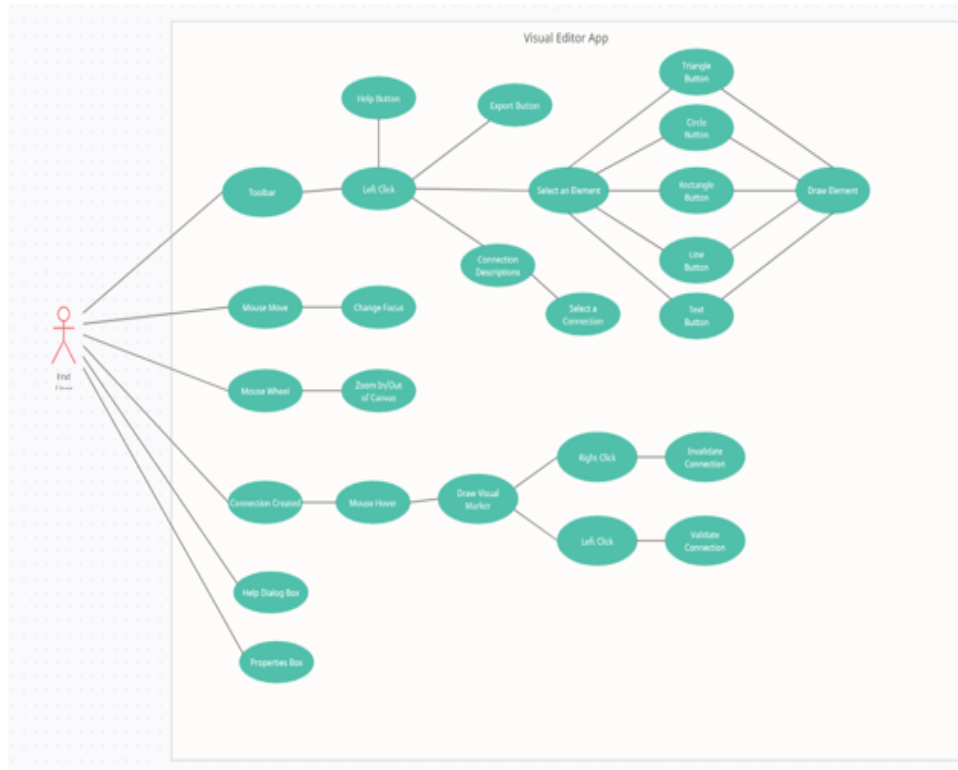 Visual Editor App
Triangle
Button
Help Button
Export Button
Circle
Button
Toolbar
Left Click
Select an Element
Rectangle
Button
Draw Element
Connection
Descriptions
Line
Button
Mouse Move
Change Focus
Select a
Connection
Text
Button
End
User
Mouse Wheel
Zoom In/Out
of Canvas
Right Click
Invalidate
Connection
Connection Created
Mouse Hover
Draw Visual
Marker
Left Click
Validate
Connection
Help Dialog Box
Properties Box